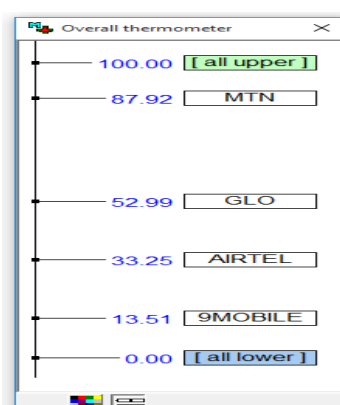 Overall thermometer
100.00 [ all upper ]
87.92 MTN
52.99 GLO
33.25 AIRTEL
13.51 9MOBILE
0.00 [ all lower ]